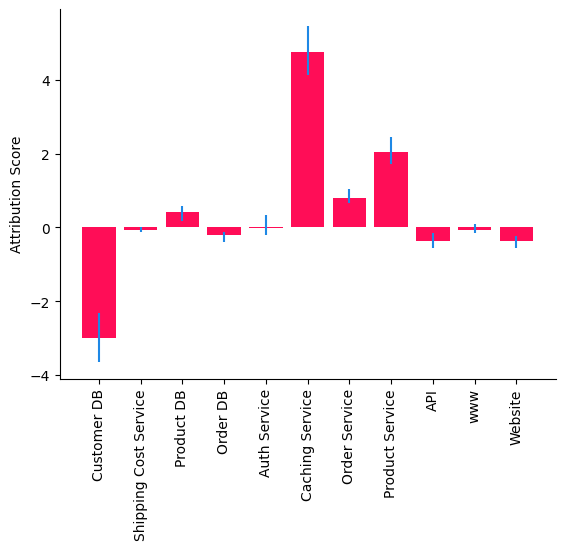 Attribution Score
4
2
0
−2
−4
Customer DB
Shipping Cost Service
Product DB
Order DB
Auth Service
Caching Service
Order Service
Product Service
API
www
Website